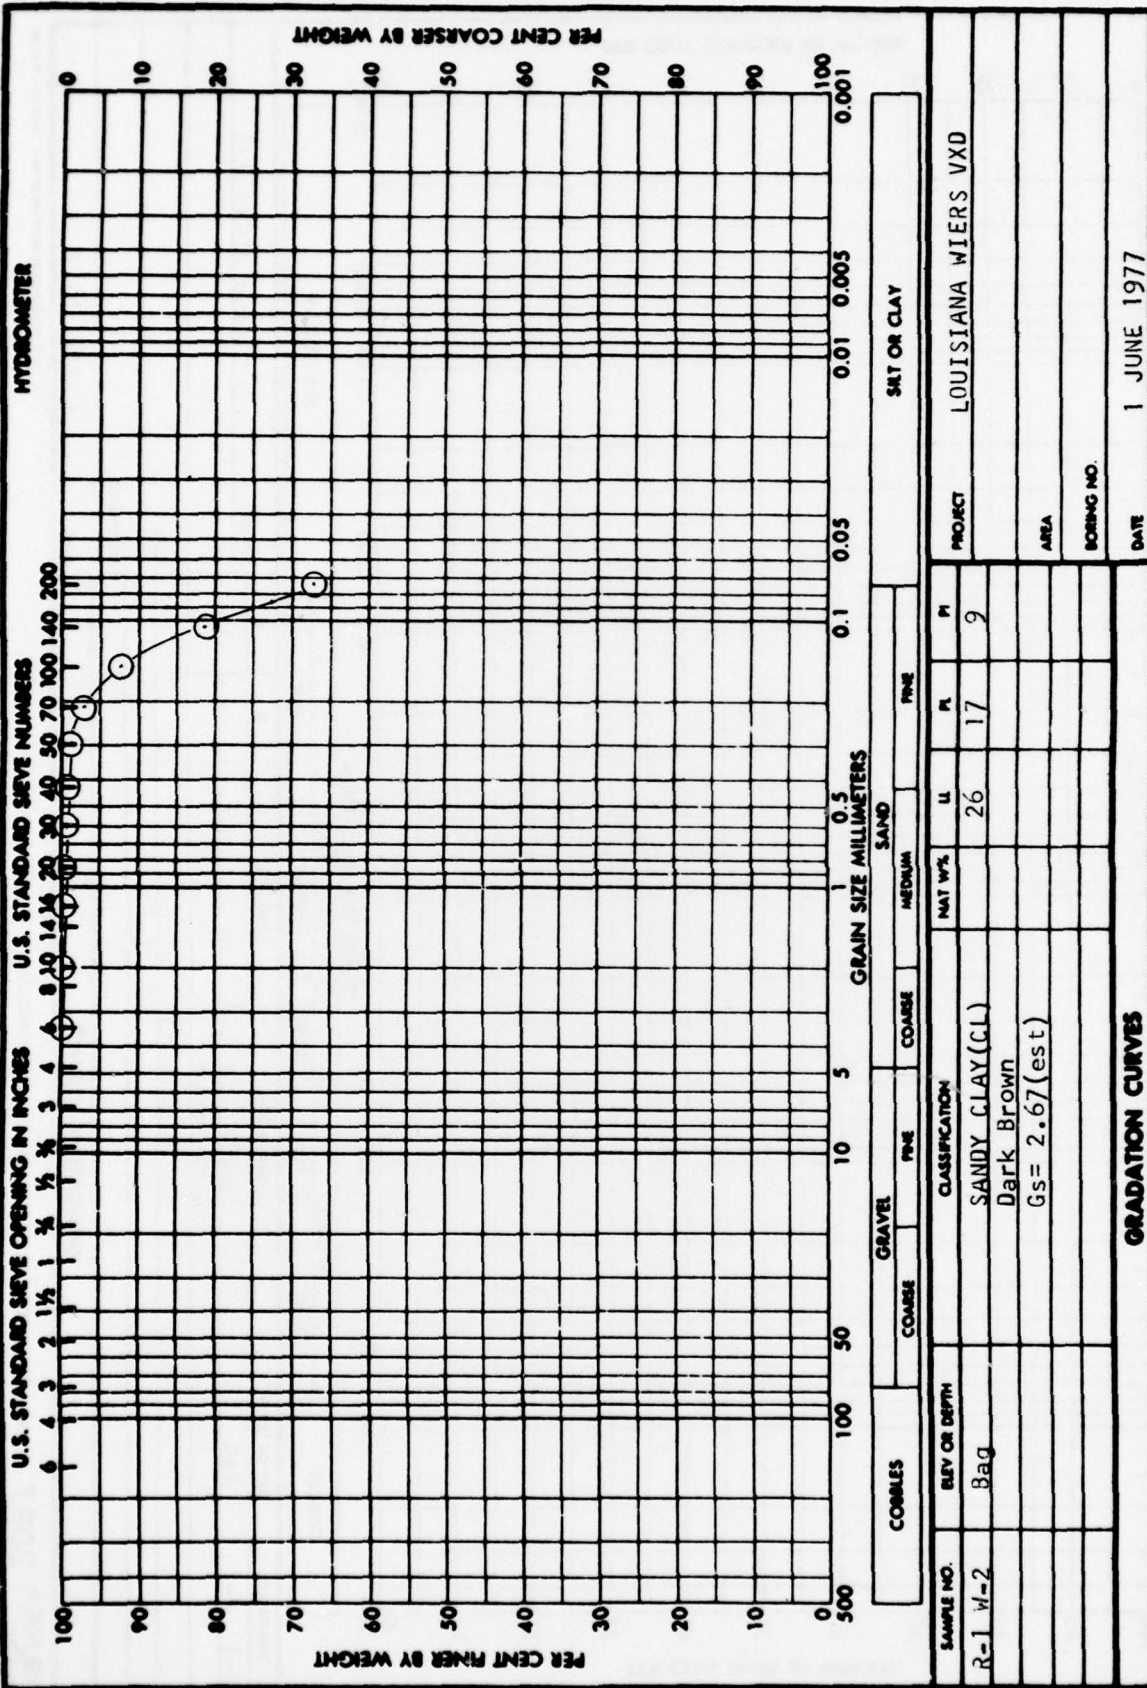 U.S. STANDARD SIEVE OPENING IN INCHES
U.S. STANDARD SIEVE NUMBERS
HYDROMETER
6 4 3 2 1½ 1 ¾ ½ ⅜ 3 4 6 8 10 14 16 20 30 40 50 70 100 140 200
PER CENT FINER BY WEIGHT
100
90
80
70
60
50
40
30
20
10
0
PER CENT COARSER BY WEIGHT
0
10
20
30
40
50
60
70
80
90
100
500 100 50 10 5 1 0.5 0.1 0.05 0.01 0.005 0.001
GRAIN SIZE MILLIMETERS
COBBLES GRAVEL SAND SILT OR CLAY
COARSE FINE COARSE MEDIUM FINE
SAMPLE NO. ELEV OR DEPTH CLASSIFICATION NAT W% LL PL PI
R-1 W-2 Bag SANDY CLAY(CL) 26 17 9
Dark Brown
Gs= 2.67(est)
PROJECT LOUISIANA WIERS VXD
AREA
BORING NO.
DATE 1 JUNE 1977
GRADATION CURVES